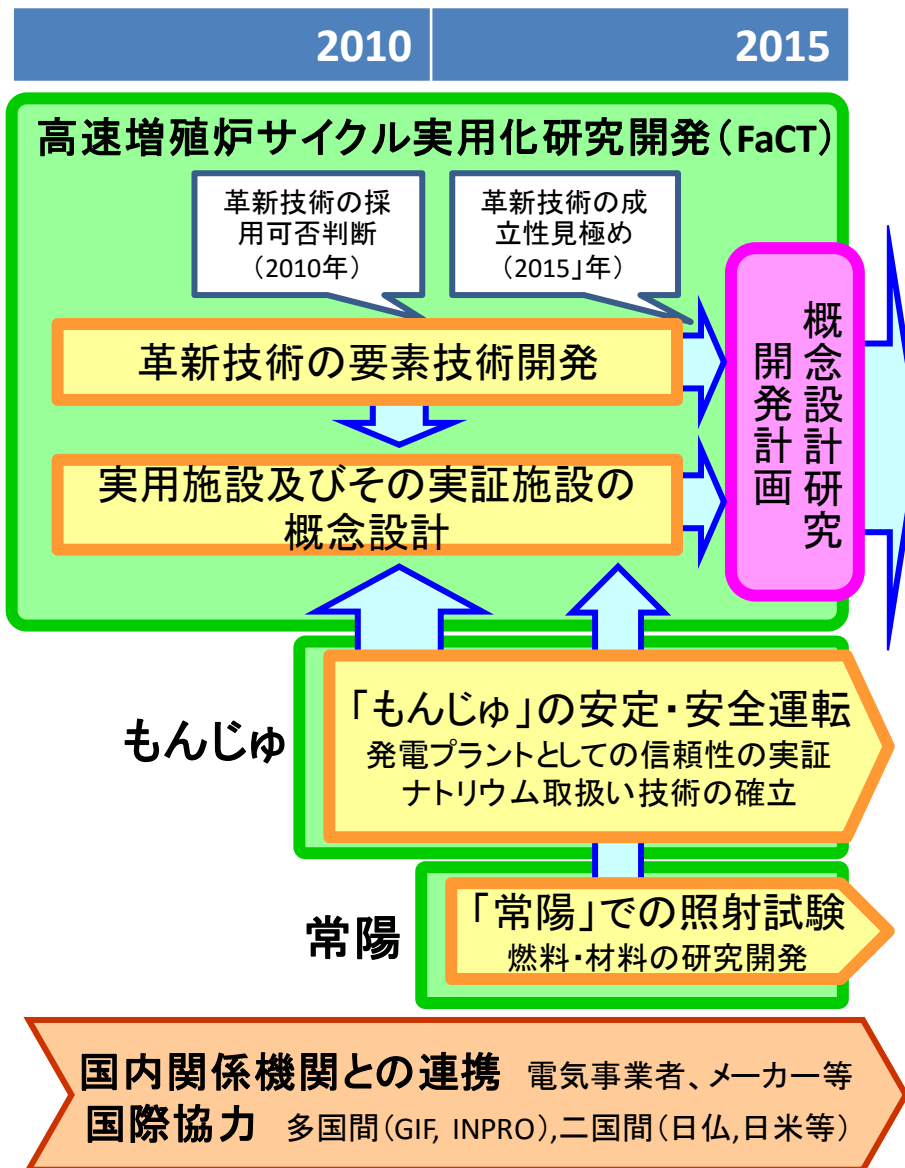 2010 2015
高速増殖炉サイクル実用化研究開発(FaCT)
革新技術の採
用可否判断
(2010年)
革新技術の成
立性見極め
(2015」年)
革新技術の要素技術開発
実用施設及びその実証施設の
概念設計
概念設計研究
開発計画
もんじゅ
「もんじゅ」の安定・安全運転
発電プラントとしての信頼性の実証
ナトリウム取扱い技術の確立
常陽
「常陽」での照射試験
燃料・材料の研究開発
国内関係機関との連携 電気事業者、メーカー等
国際協力 多国間(GIF, INPRO),二国間(日仏,日米等)